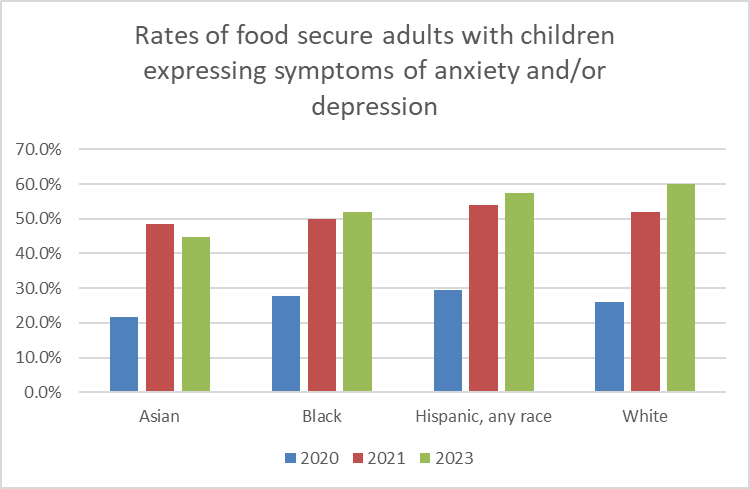 Rates of food secure adults with children
expressing symptoms of anxiety and/or
depression
70.0%
60.0%
50.0%
40.0%
30.0%
20.0%
10.0%
0.0%
Asian Black Hispanic, any race White
2020 2021 2023